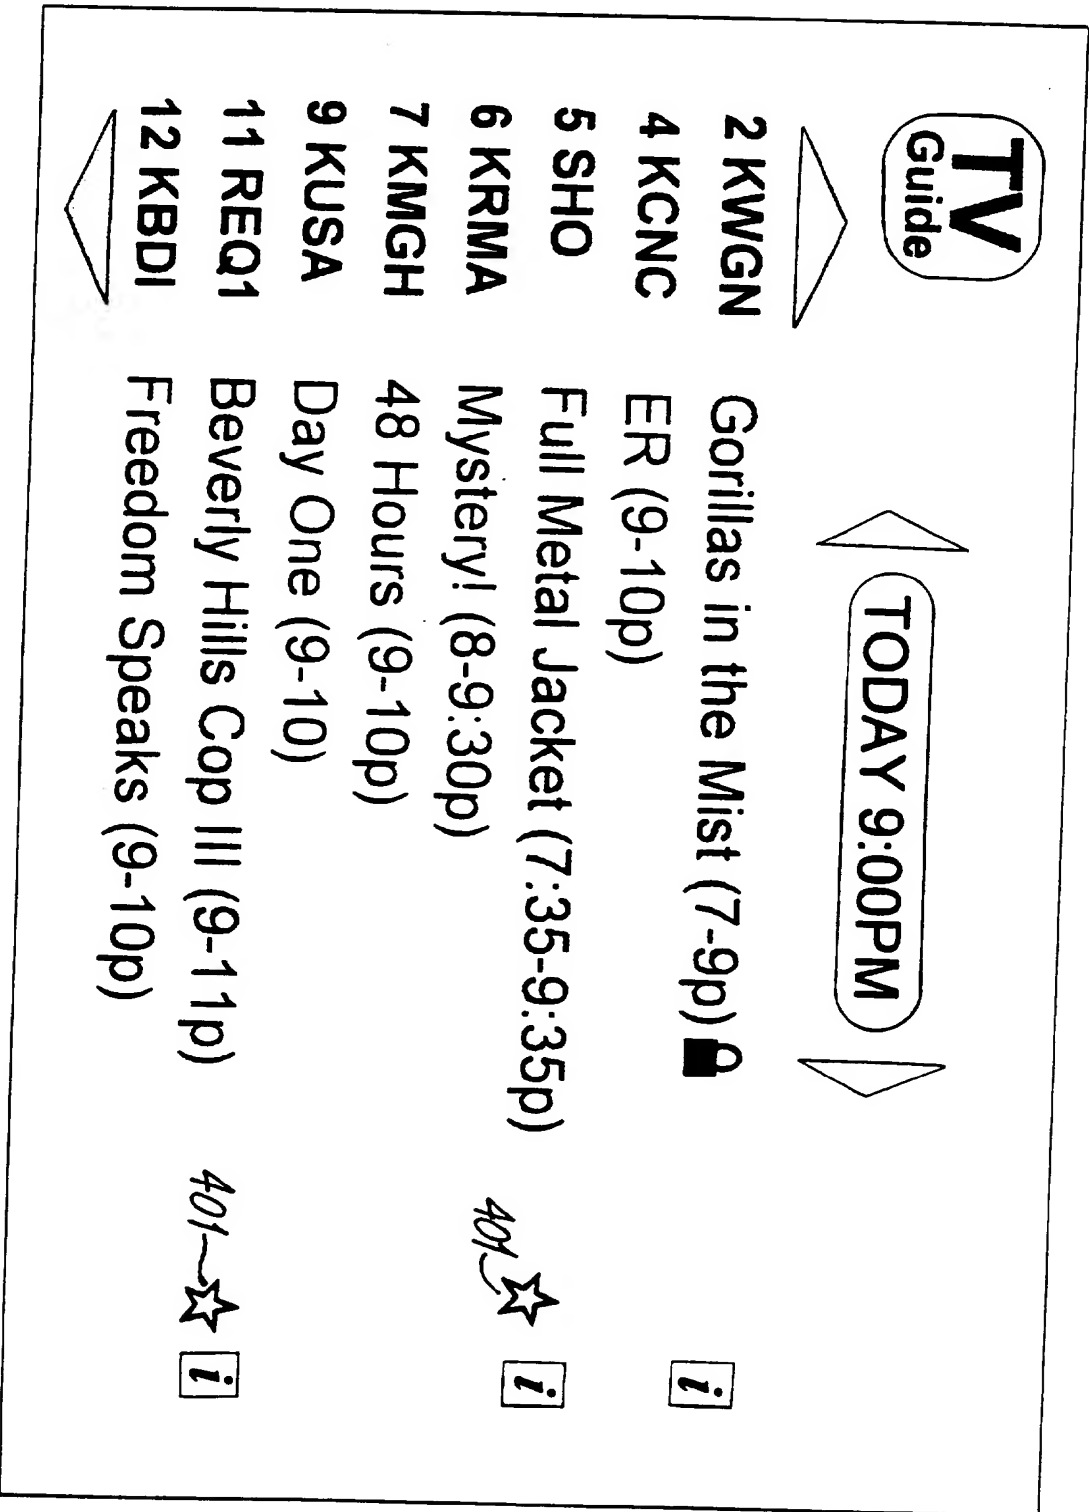 TV
Guide
TODAY 9:00PM
2 KWGN Gorillas in the Mist (7-9p) i
4 KCNC ER (9-10p)
5 SHO Full Metal Jacket (7:35-9:35p) 401 i
6 KRMA Mystery! (8-9:30p)
7 KMGH 48 Hours (9-10p)
9 KUSA Day One (9-10)
11 REQ1 Beverly Hills Cop III (9-11p) 401 i
12 KBDI Freedom Speaks (9-10p)